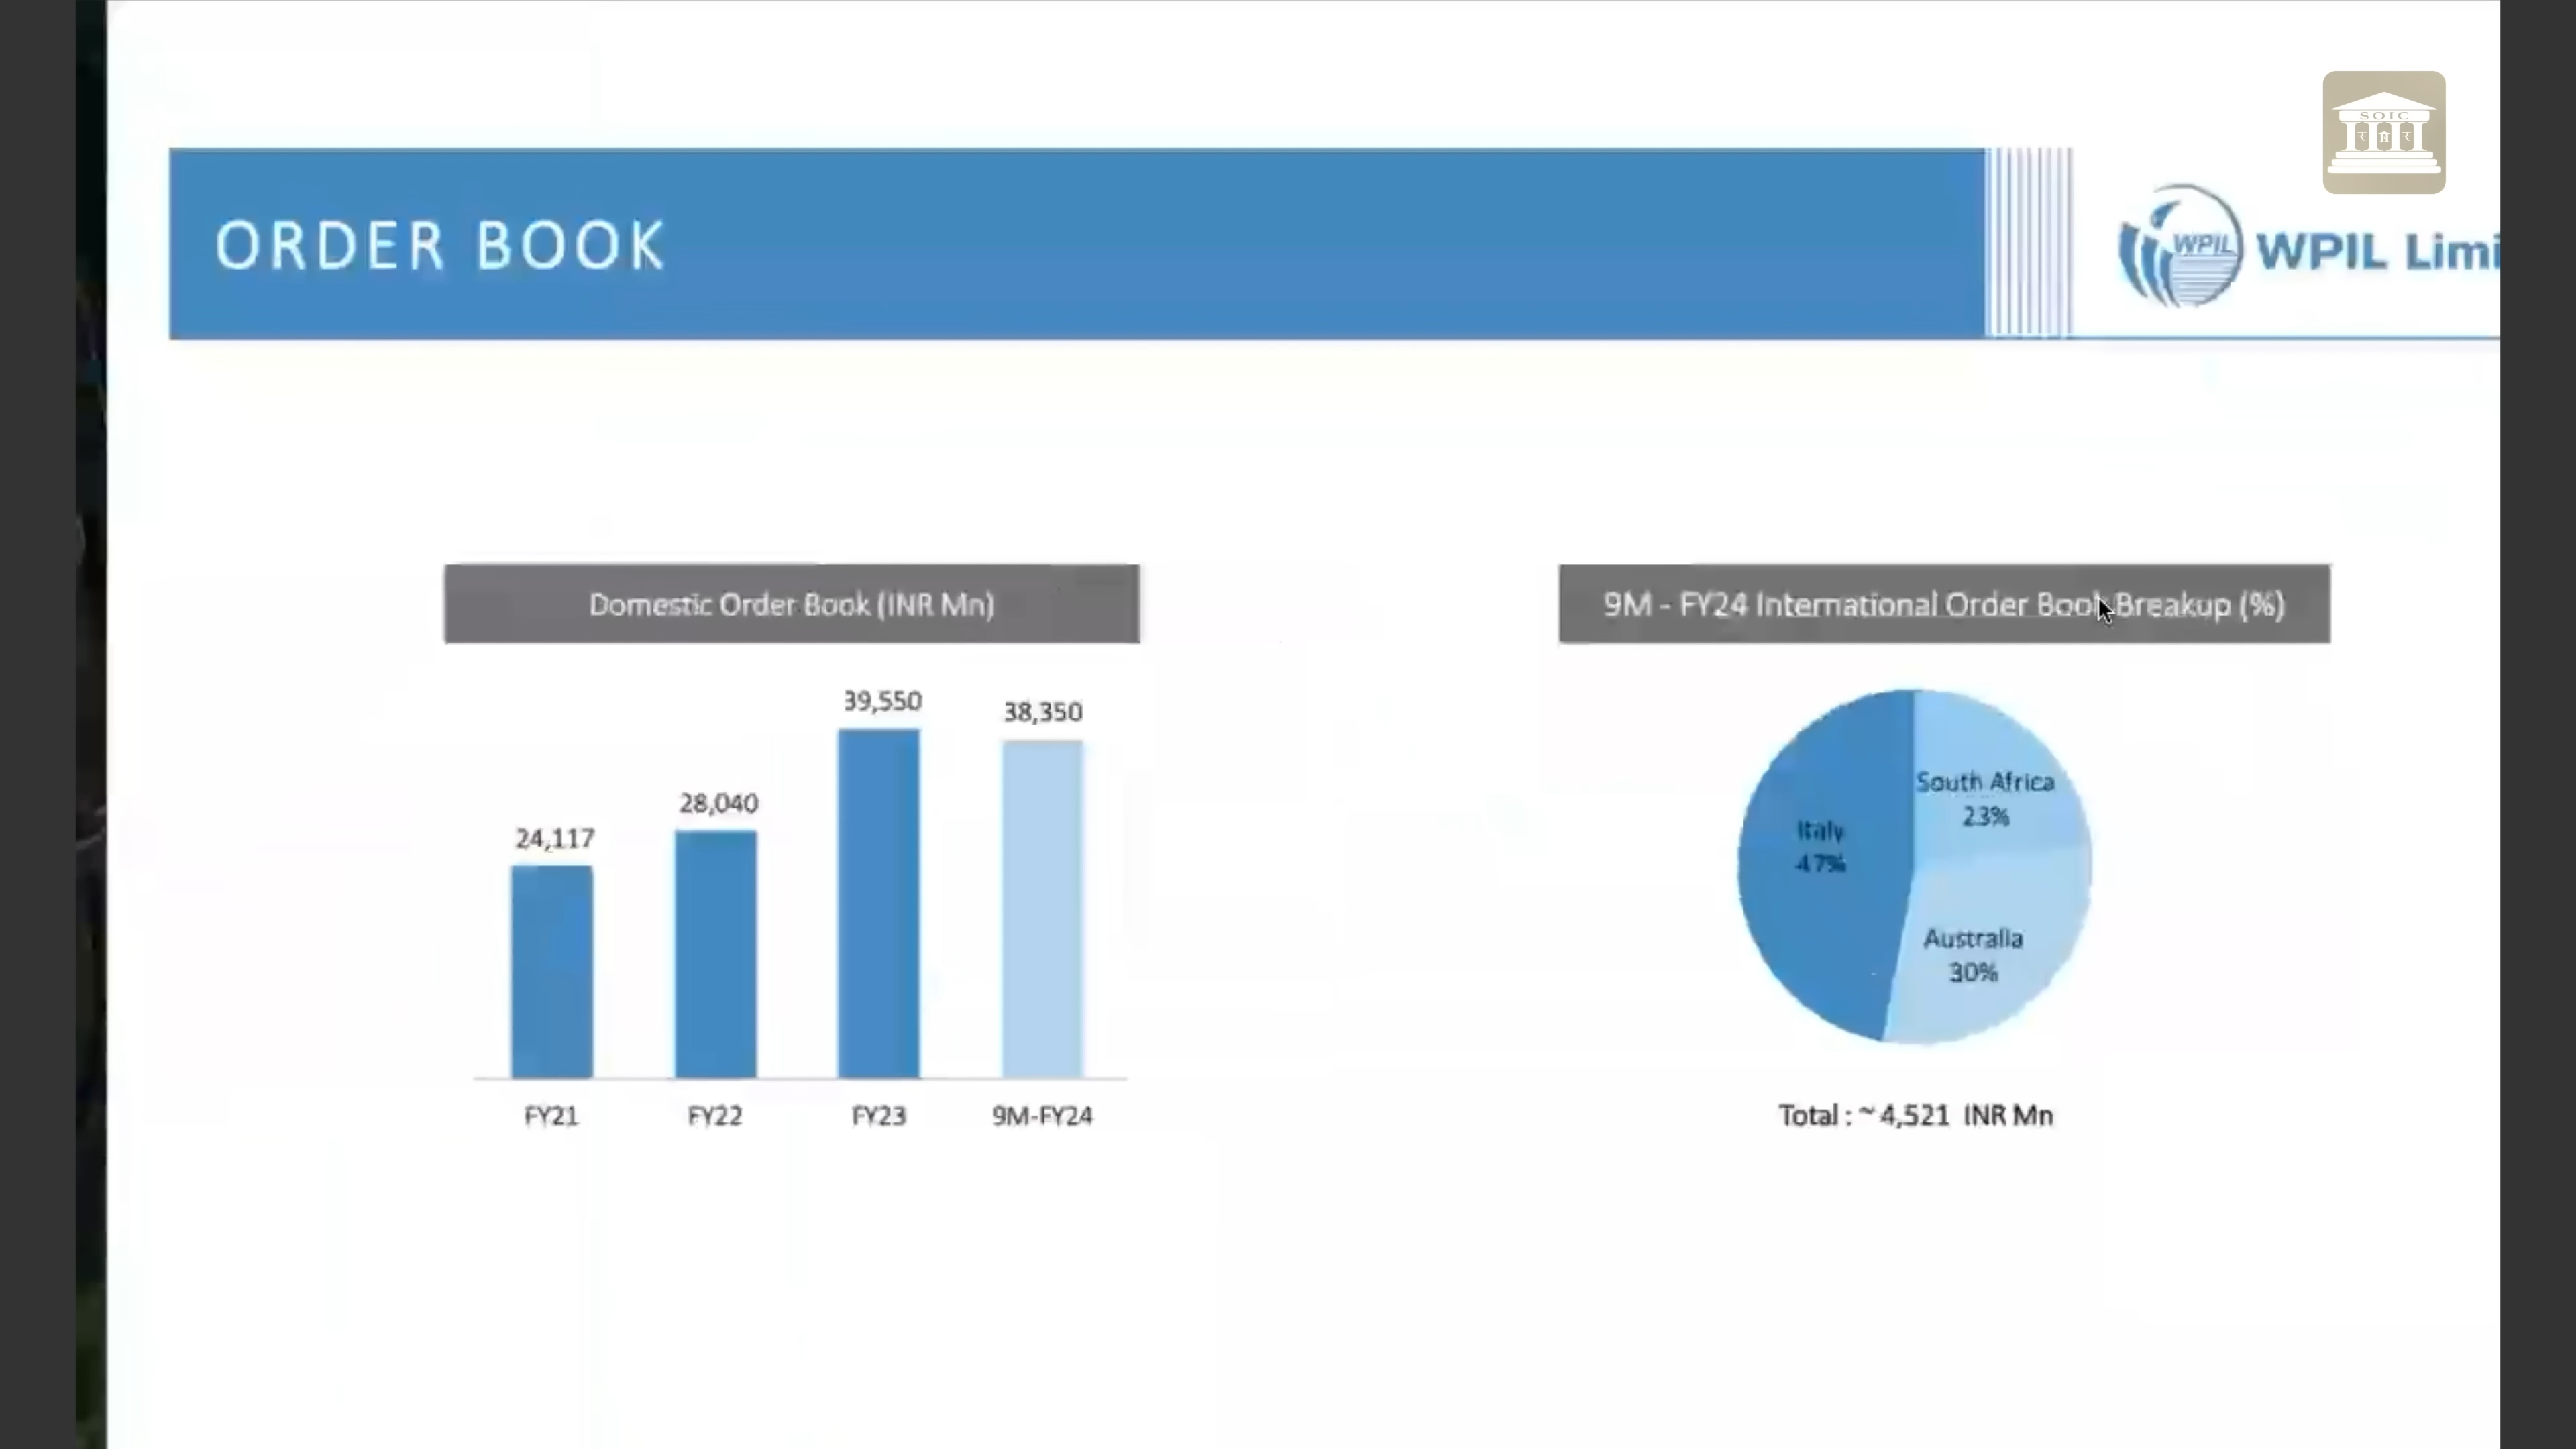 SOIC
ORDER BOOK
WPIL
WPIL Limi
Domestic Order Book (INR Mn)
39,550
38,350
28,040
24,117
FY21
FY22
FY23
9M-FY24
9M - FY24 International Order Book Breakup (%)
South Africa
23%
Italy
47%
Australia
30%
Total : ~ 4,521 INR Mn